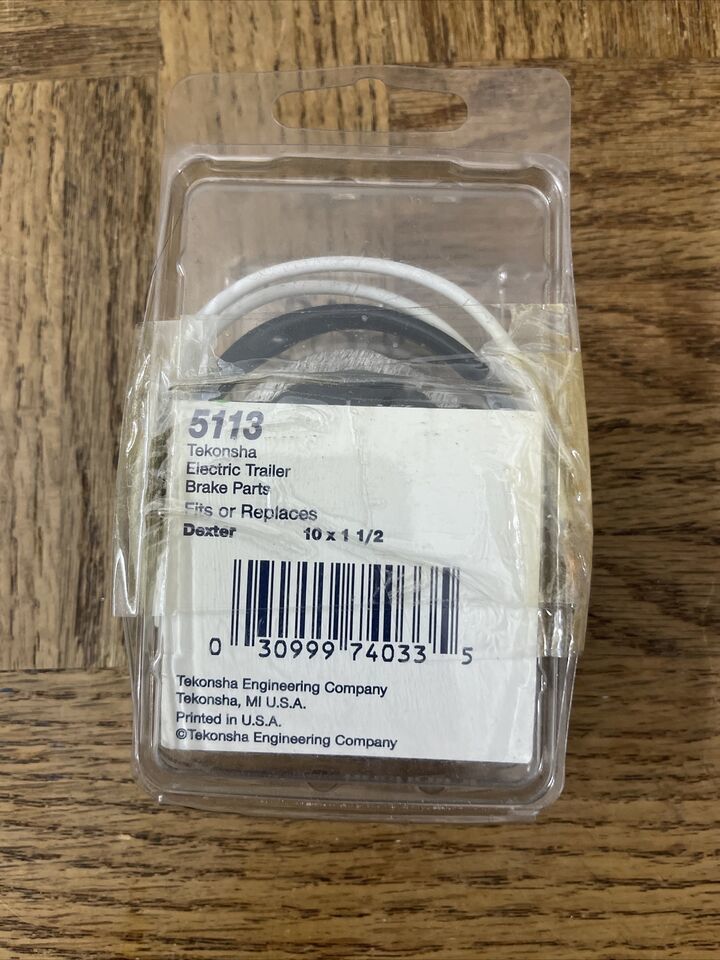 5113
Tekonsha
Electric Trailer
Brake Parts
Fits or Replaces
Dexter 10 x 1 1/2
0 30999 74033 5
Tekonsha Engineering Company
Tekonsha, MI U.S.A.
Printed in U.S.A.
©Tekonsha Engineering Company